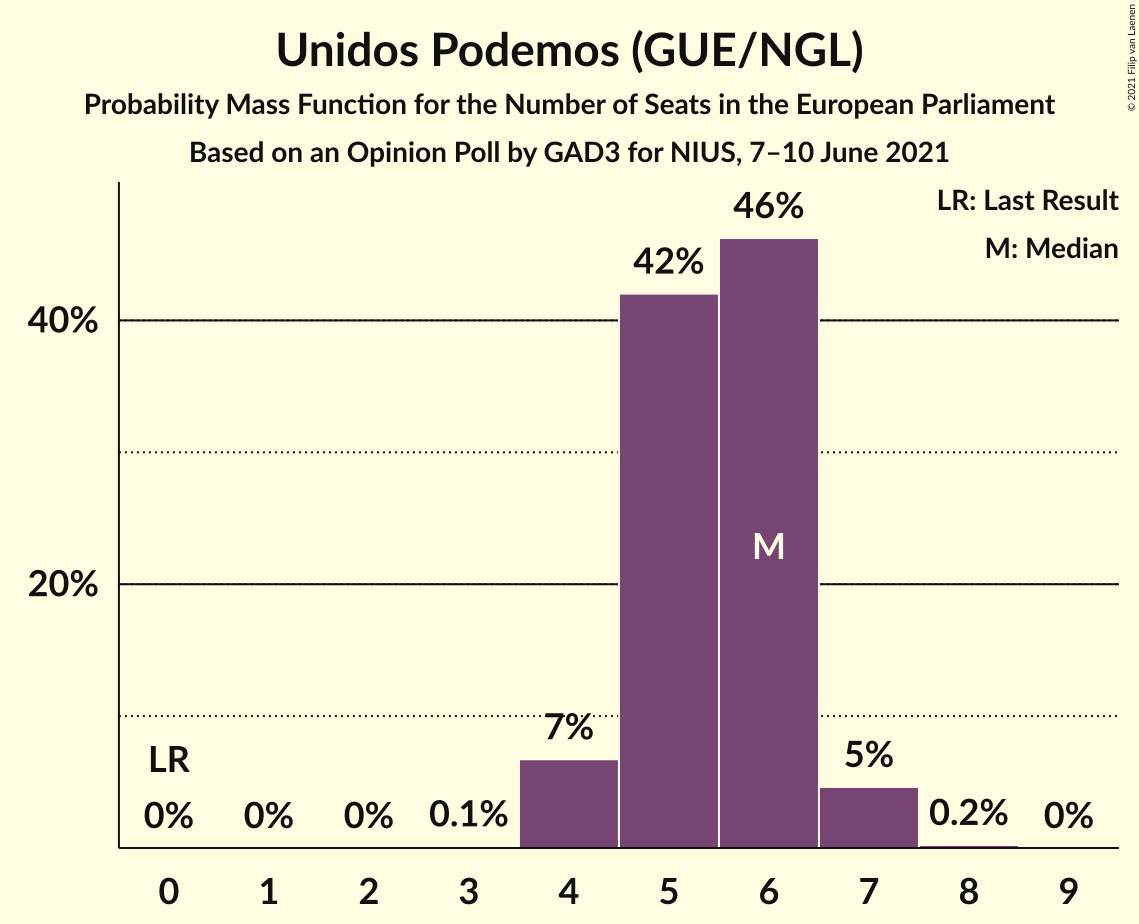 Unidos Podemos (GUE/NGL)
Probability Mass Function for the Number of Seats in the European Parliament
Based on an Opinion Poll by GAD3 for NIUS, 7–10 June 2021
© 2021 Filip van Laenen
LR: Last Result
M: Median
46%
42%
40%
M
20%
7%
5%
LR
0% 0% 0% 0.1% 0.2% 0%
0 1 2 3 4 5 6 7 8 9